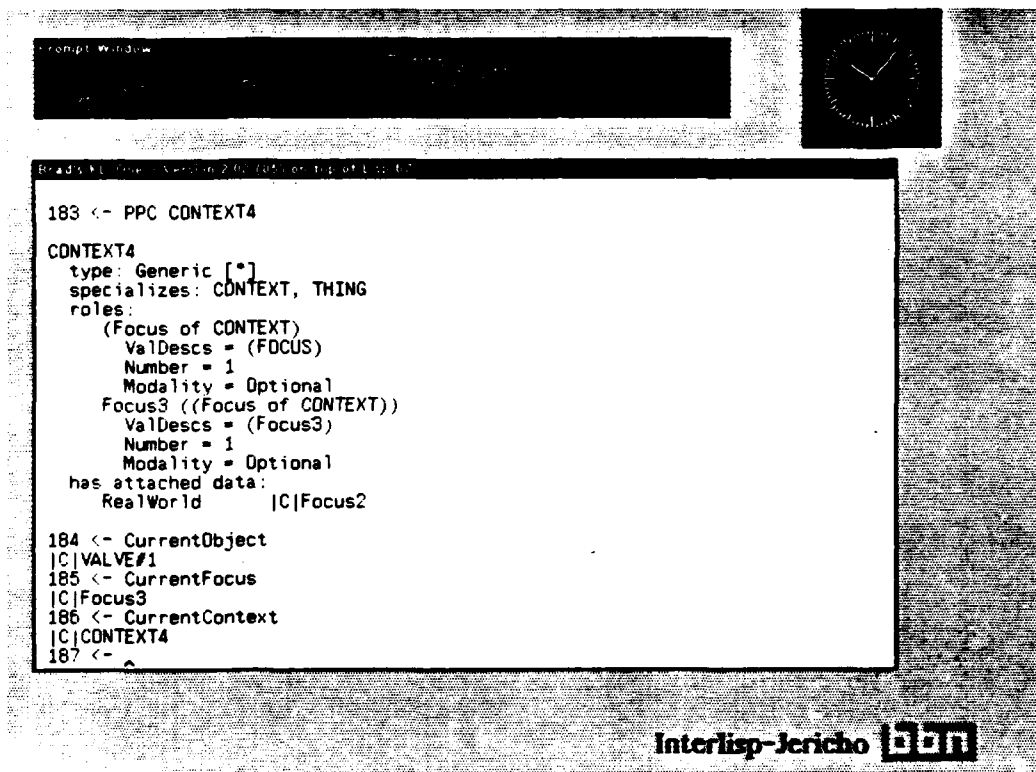 Prompt Window
183 <- PPC CONTEXT4
CONTEXT4
type: Generic [*]
specializes: CONTEXT, THING
roles:
(Focus of CONTEXT)
ValDescs = (FOCUS)
Number = 1
Modality = Optional
Focus3 ((Focus of CONTEXT))
ValDescs = (Focus3)
Number = 1
Modality = Optional
has attached data:
RealWorld |C|Focus2
184 <- CurrentObject
|C|VALVE#1
185 <- CurrentFocus
|C|Focus3
186 <- CurrentContext
|C|CONTEXT4
187 <-
Interlisp-Jericho bbn